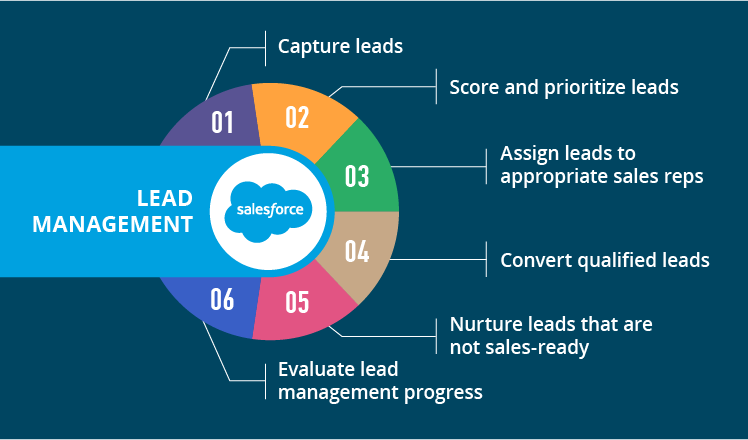 LEAD
MANAGEMENT
salesforce
01
Capture leads
02
Score and prioritize leads
03
Assign leads to
appropriate sales reps
04
Convert qualified leads
05
Nurture leads that are
not sales-ready
06
Evaluate lead
management progress